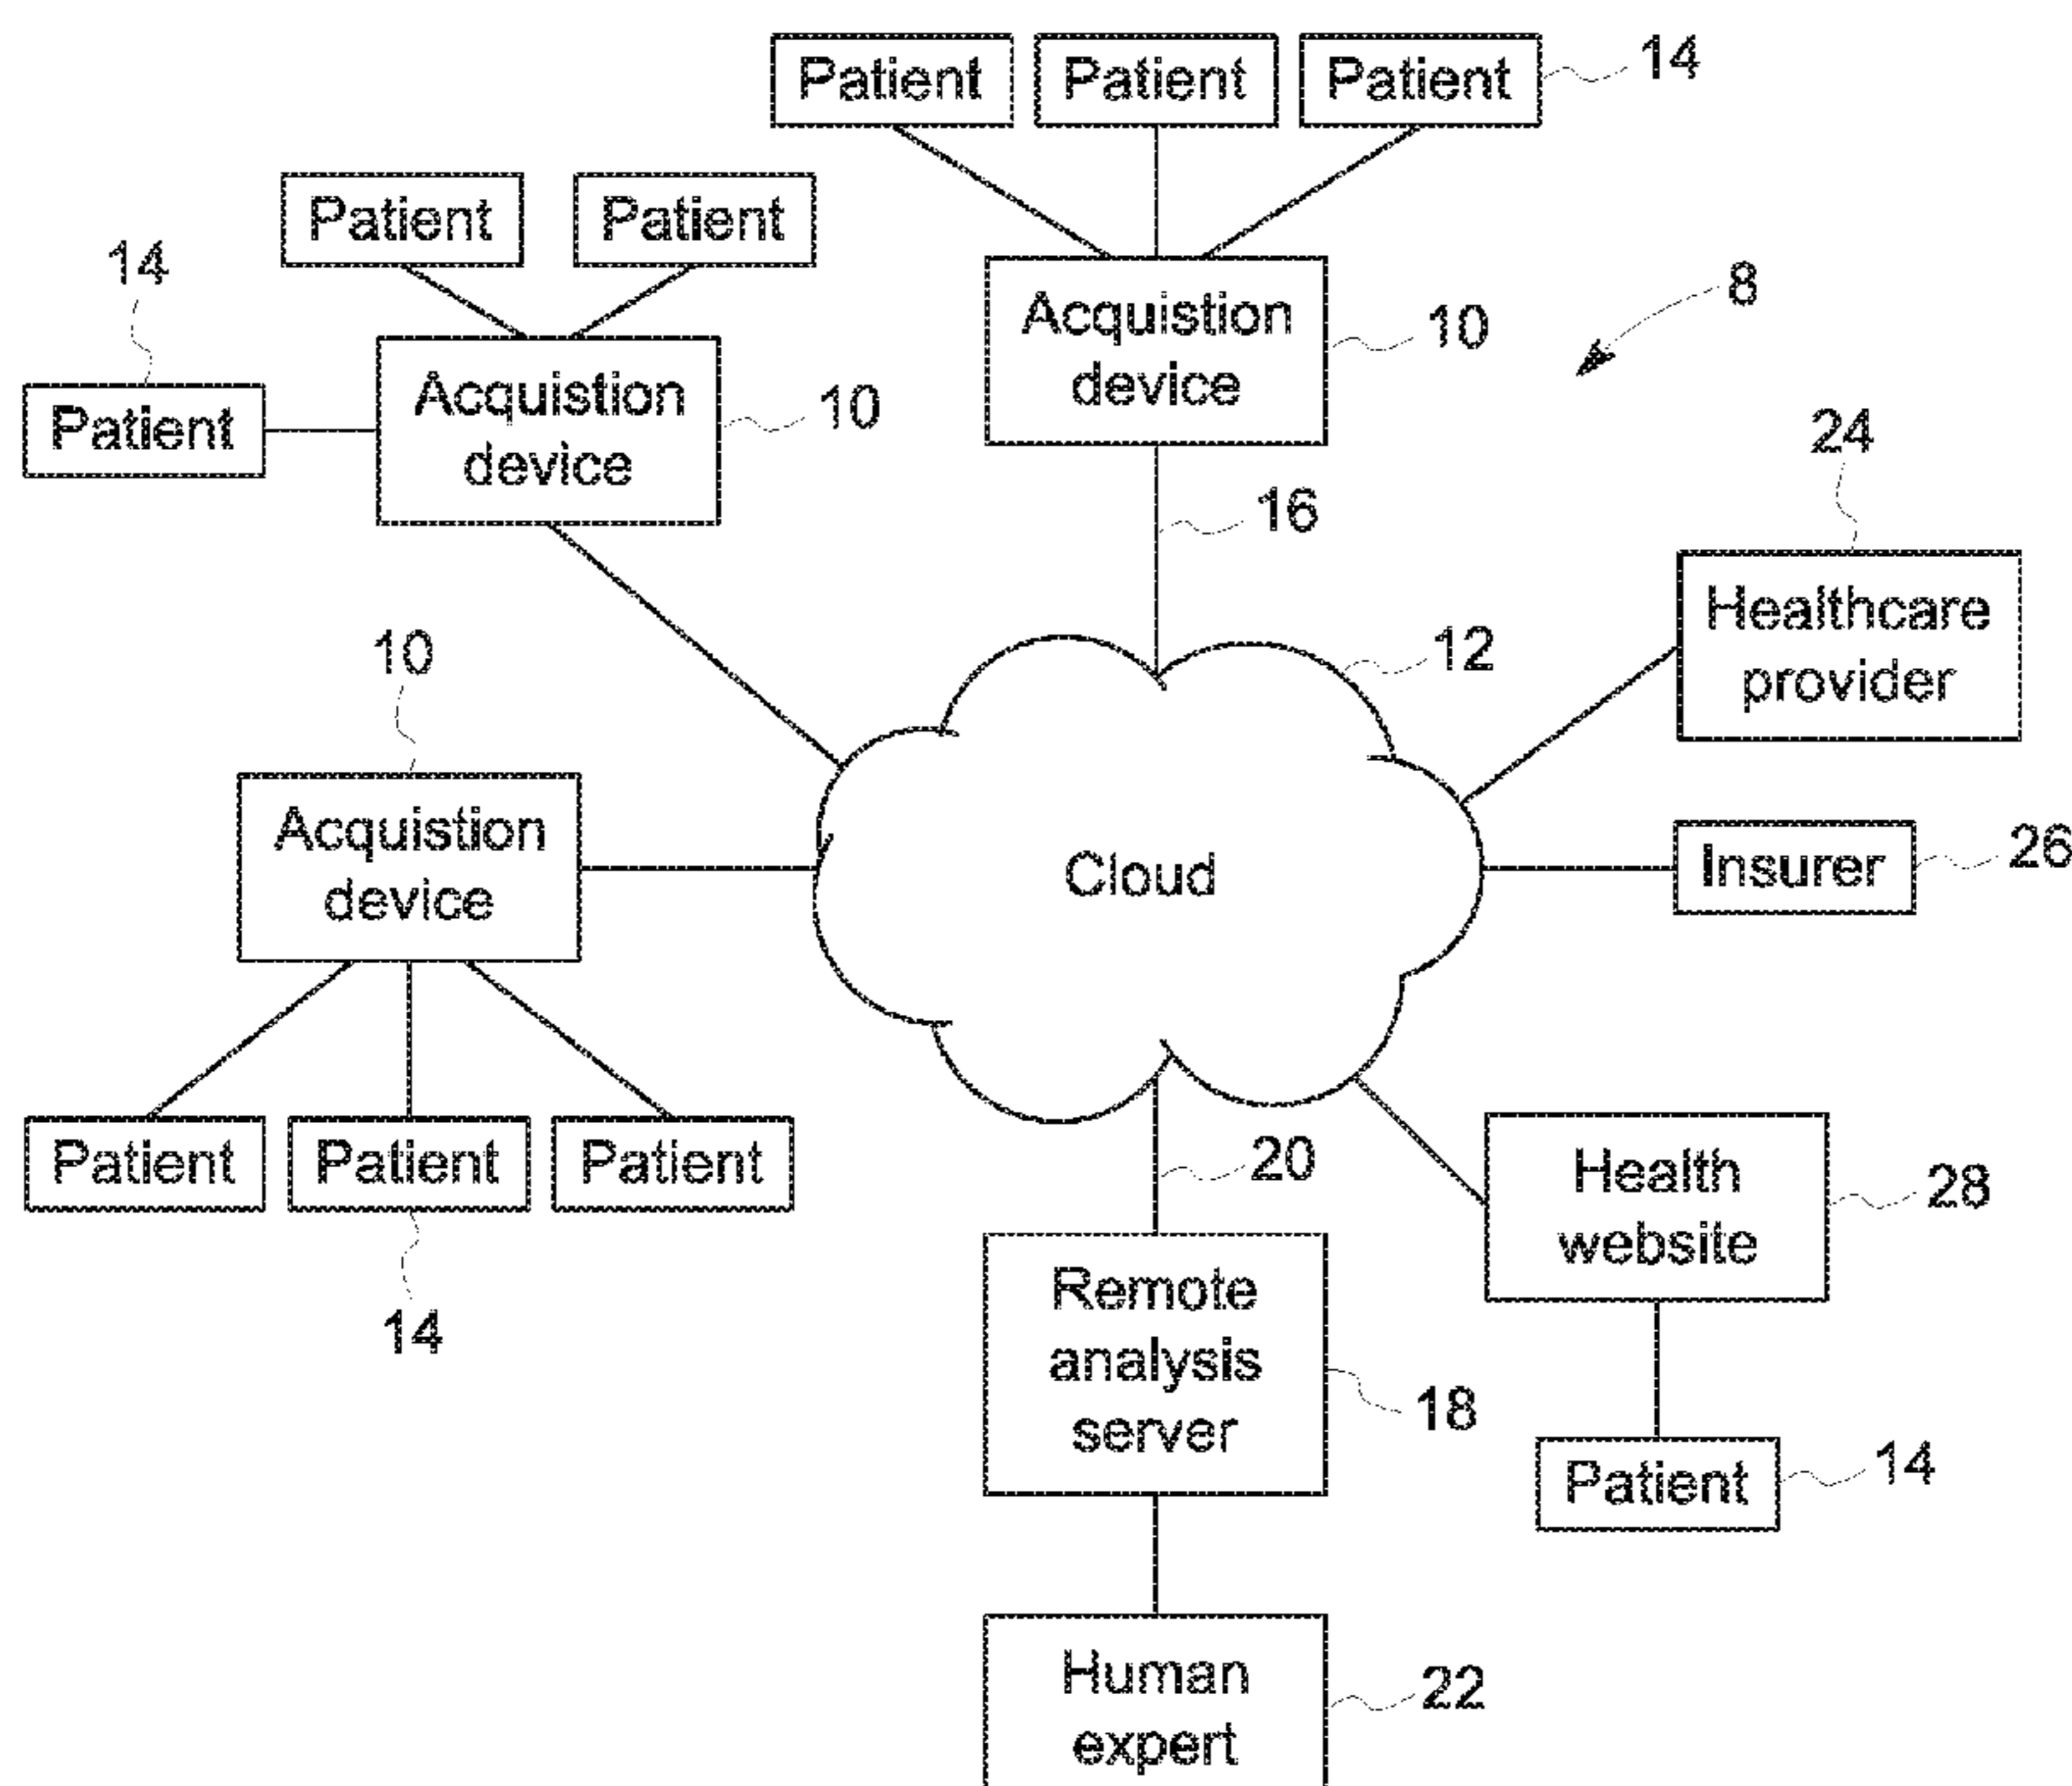 Patient
Patient
Patient
14
Patient
Patient
14
Acquistion
device
10
8
Patient
Acquistion
device
10
24
16
Healthcare
provider
10
12
Acquistion
device
Cloud
Insurer
26
Patient
Patient
Patient
14
20
Health
website
28
Remote
analysis
server
18
Patient
14
Human
expert
22